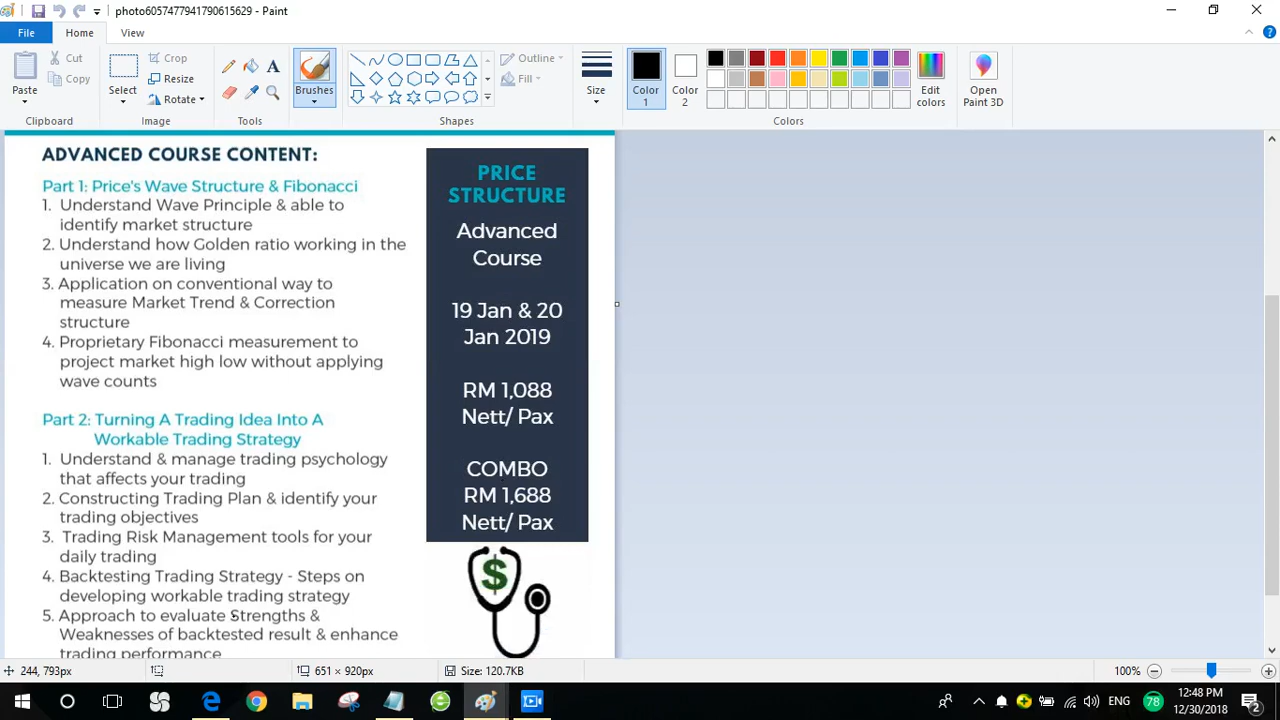 photo6057477941790615629 - Paint
File
Home
View
Paste
Cut
Copy
Clipboard
Select
Crop
Resize
Rotate
Image
A
Tools
Brushes
Outline
Fill
Shapes
Size
Color 1
Color 2
Edit colors
Open Paint 3D
Colors
ADVANCED COURSE CONTENT:
Part 1: Price's Wave Structure & Fibonacci
1. Understand Wave Principle & able to
identify market structure
2. Understand how Golden ratio working in the
universe we are living
3. Application on conventional way to
measure Market Trend & Correction
structure
4. Proprietary Fibonacci measurement to
project market high low without applying
wave counts
Part 2: Turning A Trading Idea Into A
Workable Trading Strategy
1. Understand & manage trading psychology
that affects your trading
2. Constructing Trading Plan & identify your
trading objectives
3. Trading Risk Management tools for your
daily trading
4. Backtesting Trading Strategy - Steps on
developing workable trading strategy
5. Approach to evaluate Strengths &
Weaknesses of backtested result & enhance
trading performance
PRICE
STRUCTURE
Advanced
Course
19 Jan & 20
Jan 2019
RM 1,088
Nett/ Pax
COMBO
RM 1,688
Nett/ Pax
$
244, 793px
651 × 920px
Size: 120.7KB
100%
ENG
78
12:48 PM
12/30/2018
2